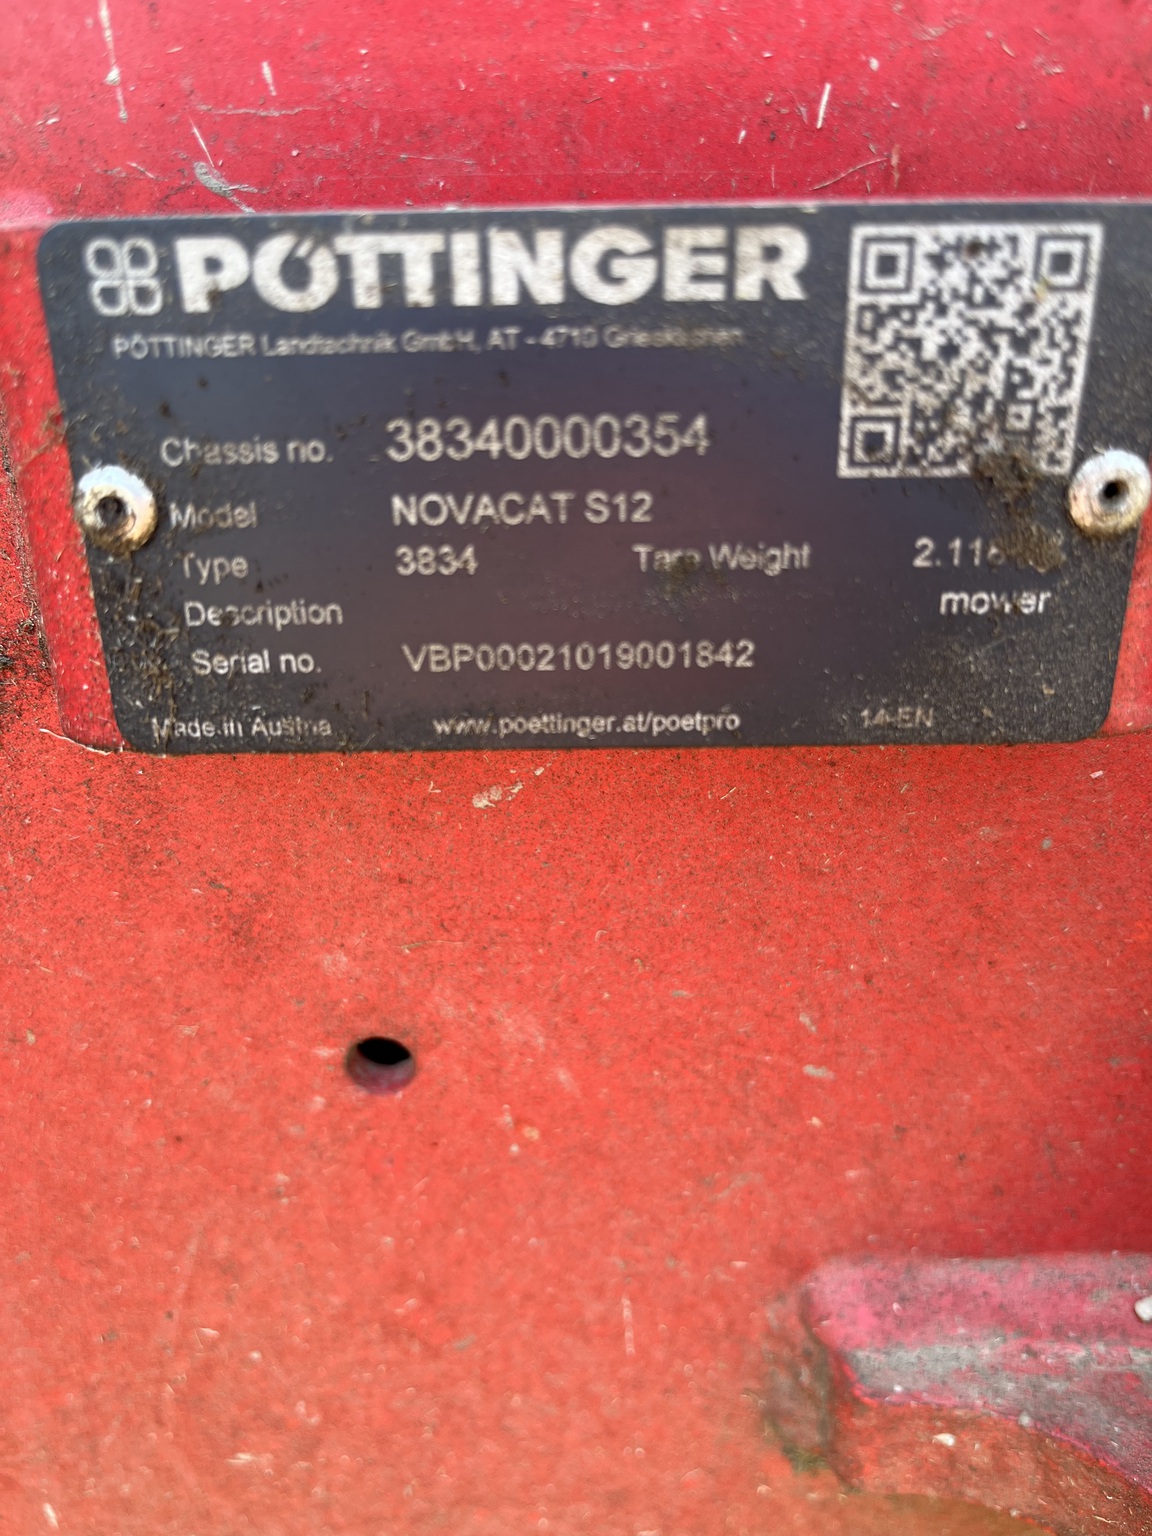 PÖTTINGER
PÖTTINGER Landtechnik GmbH, AT - 4710 Grieskirchen
Chassis no. 38340000354
Model NOVACAT S12
Type 3834 Tare Weight
Description mower
Serial no. VBP00021019001842
Made in Austria www.poettinger.at/poetpro 14-EN